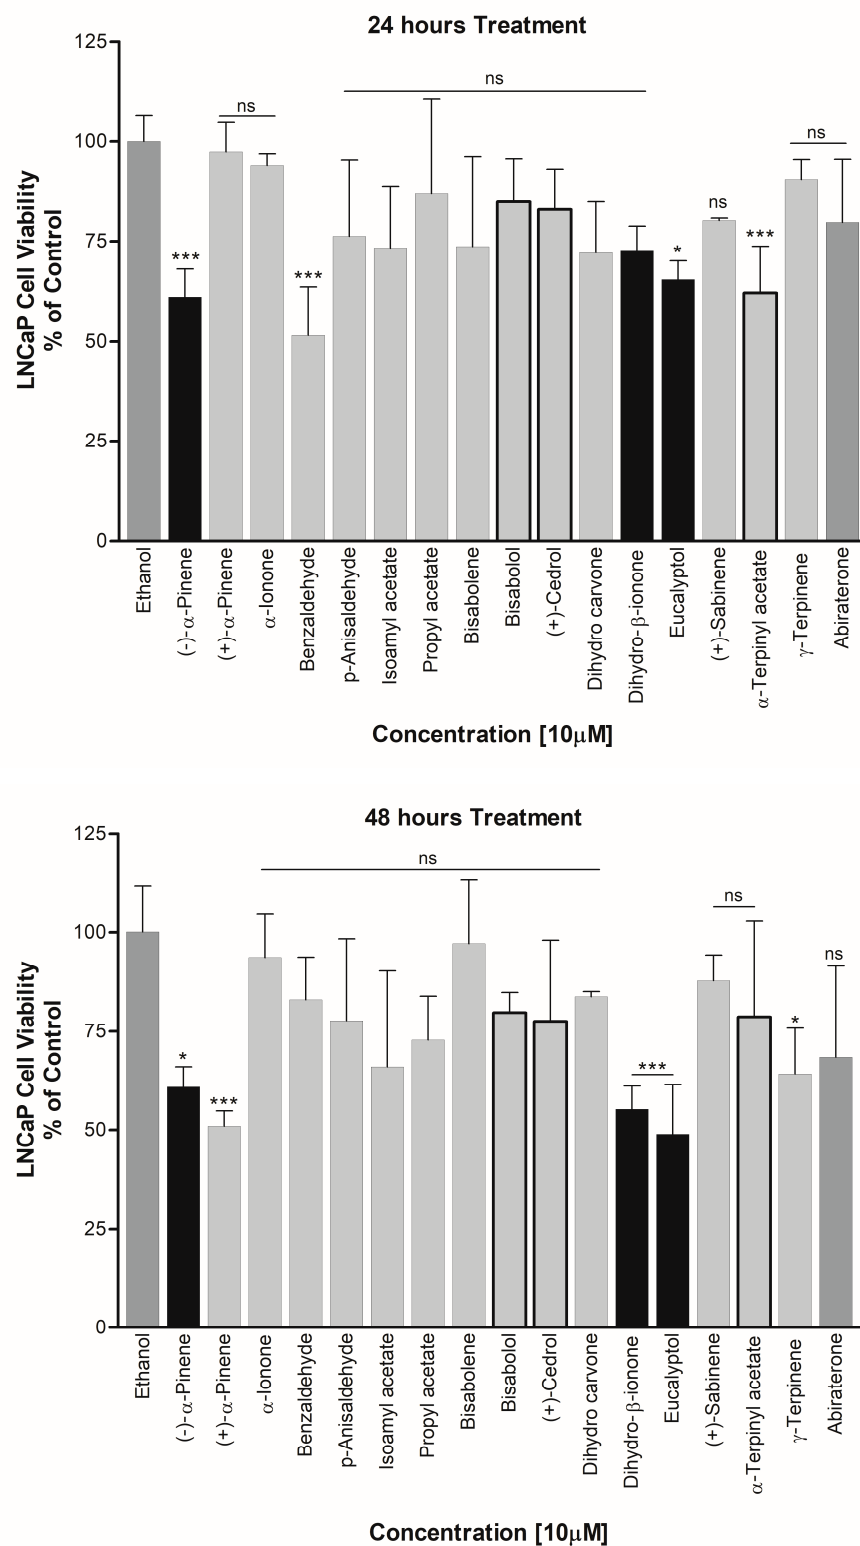 24 hours Treatment
125
100
75
50
25
0
LNCaP Cell Viability
% of Control
***
ns
***
ns
*
ns
***
ns
Ethanol
(-)-α-Pinene
(+)-α-Pinene
α-Ionone
Benzaldehyde
p-Anisaldehyde
Isoamyl acetate
Propyl acetate
Bisabolene
Bisabolol
(+)-Cedrol
Dihydro carvone
Dihydro-β-ionone
Eucalyptol
(+)-Sabinene
α-Terpinyl acetate
γ-Terpinene
Abiraterone
Concentration [10μM]
48 hours Treatment
125
100
75
50
25
0
LNCaP Cell Viability
% of Control
*
***
ns
***
ns
*
ns
Ethanol
(-)-α-Pinene
(+)-α-Pinene
α-Ionone
Benzaldehyde
p-Anisaldehyde
Isoamyl acetate
Propyl acetate
Bisabolene
Bisabolol
(+)-Cedrol
Dihydro carvone
Dihydro-β-ionone
Eucalyptol
(+)-Sabinene
α-Terpinyl acetate
γ-Terpinene
Abiraterone
Concentration [10μM]